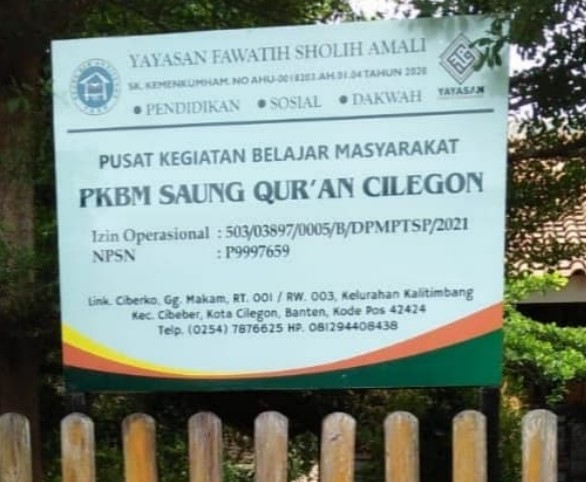 YAYASAN FAWATIH SHOLIH AMALI
SK. KEMENKUMHAM. NO AHU-0018203.AH.01.04 TAHUN 2020
• PENDIDIKAN • SOSIAL • DAKWAH
YAYASAN
PUSAT KEGIATAN BELAJAR MASYARAKAT
PKBM SAUNG QUR'AN CILEGON
Izin Operasional : 503/03897/0005/B/DPMPTSP/2021
NPSN : P9997659
Link. Ciberko, Gg. Makam, RT. 001 / RW. 003, Kelurahan Kalitimbang
Kec. Cibeber, Kota Cilegon, Banten, Kode Pos 42424
Telp. (0254) 7876625 HP. 081294408438